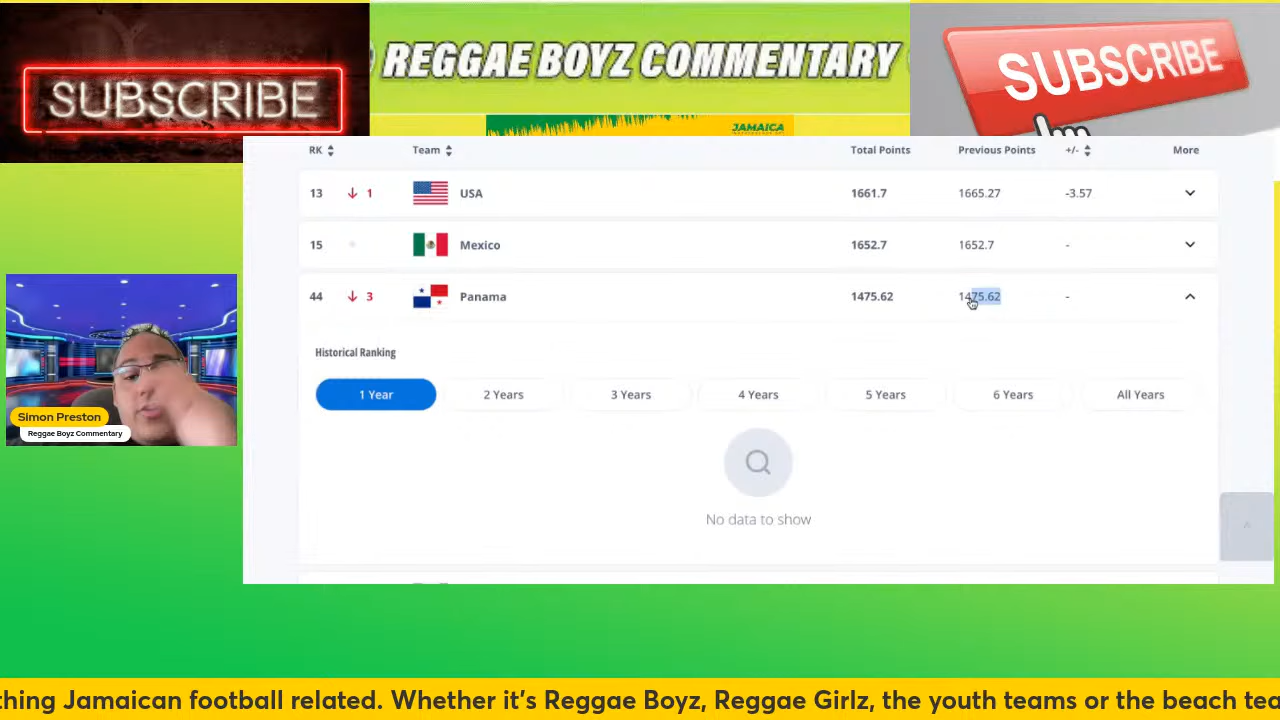 SUBSCRIBE
REGGAE BOYZ COMMENTARY
SUBSCRIBE
JAMAICA
RK Team Total Points Previous Points +/- More
13 1 USA 1661.7 1665.27 -3.57
15 Mexico 1652.7 1652.7 -
44 3 Panama 1475.62 1475.62 -
Historical Ranking
1 Year 2 Years 3 Years 4 Years 5 Years 6 Years All Years
No data to show
Simon Preston
Reggae Boyz Commentary
thing Jamaican football related. Whether it's Reggae Boyz, Reggae Girlz, the youth teams or the beach tea